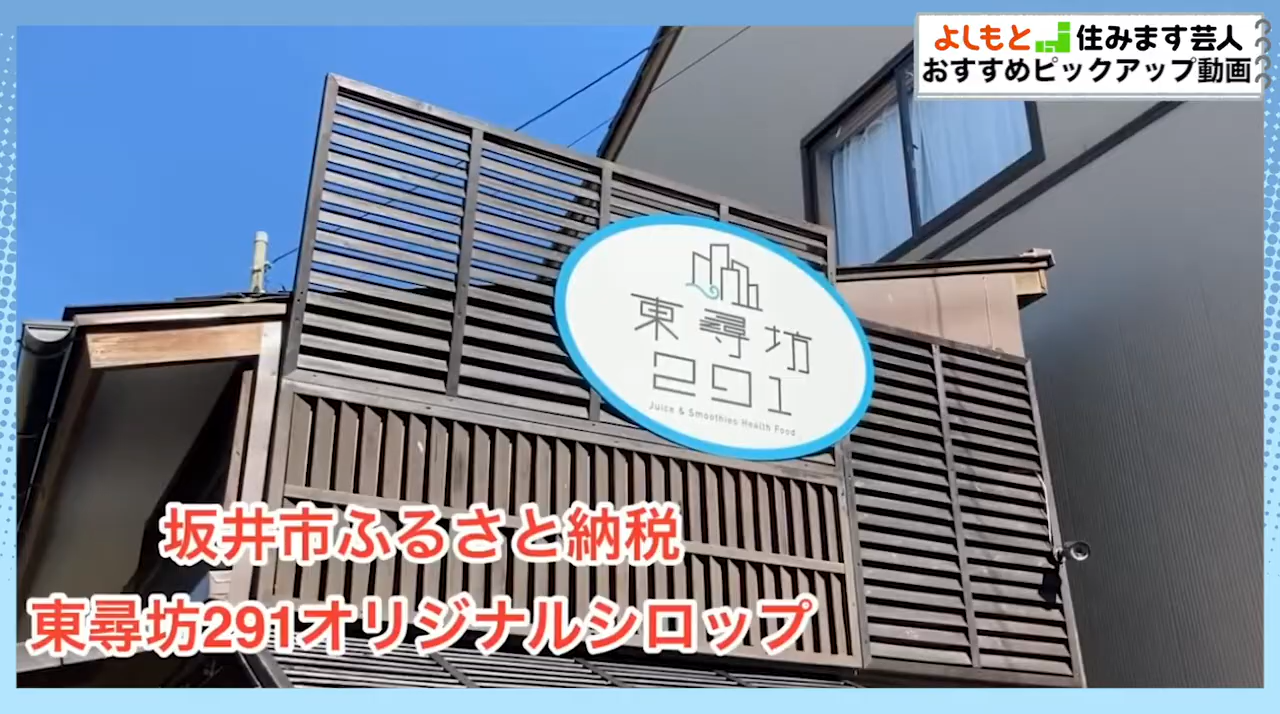 よしもと住みます芸人
おすすめピックアップ動画
東尋坊
291
Juice & Smoothies Health Food
坂井市ふるさと納税
東尋坊291オリジナルシロップ